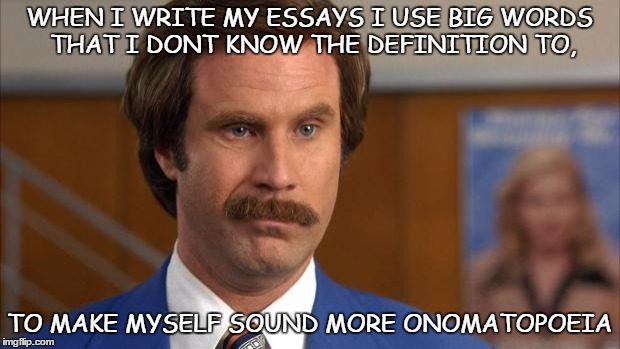 WHEN I WRITE MY ESSAYS I USE BIG WORDS
THAT I DONT KNOW THE DEFINITION TO,
TO MAKE MYSELF SOUND MORE ONOMATOPOEIA
imgflip.com